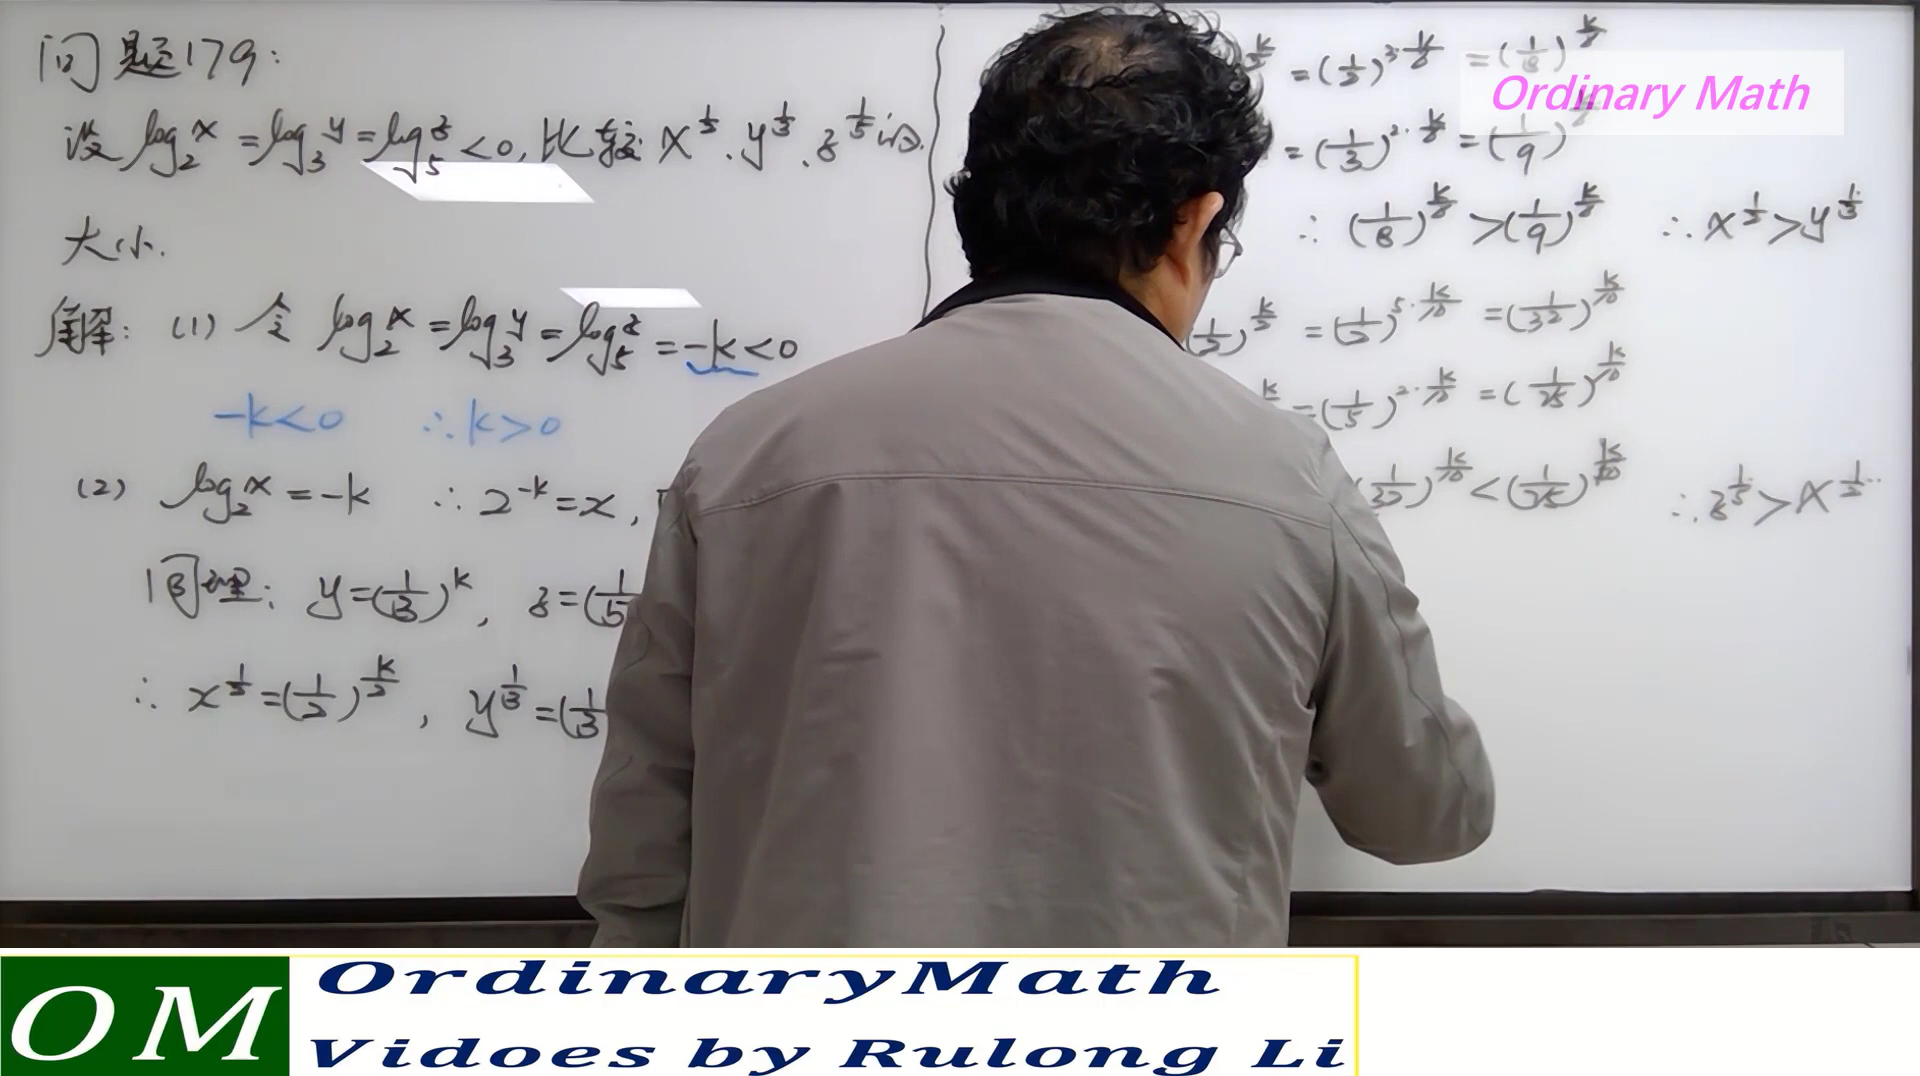 问题179:
设 log₂x = log₃y = log₅z < 0, 比较 x^(1/2)、y^(1/3)、z^(1/5) 的
大小.
解: (1) 令 log₂x = log₃y = log₅z = -k < 0
-k < 0 ∴ k > 0
(2) log₂x = -k ∴ 2^(-k) = x,
同理: y = (1/3)^k, z = (1/5
∴ x^(1/2) = (1/2)^(k/2), y^(1/3) = (1/3
= (1/2)^(3·k/6) = (1/8)^(k/6)
= (1/3)^(2·k/6) = (1/9)
∴ (1/8)^(k/6) > (1/9)^(k/6) ∴ x^(1/2) > y^(1/3)
(1/2)^(k/2) = (1/2)^(5·k/10) = (1/32)^(k/10)
= (1/5)^(2·k/10) = (1/25)^(k/10)
(1/32)^(k/10) < (1/25)^(k/10) ∴ z^(1/5) > x^(1/2)
Ordinary Math
OM
OrdinaryMath
Vidoes by Rulong Li